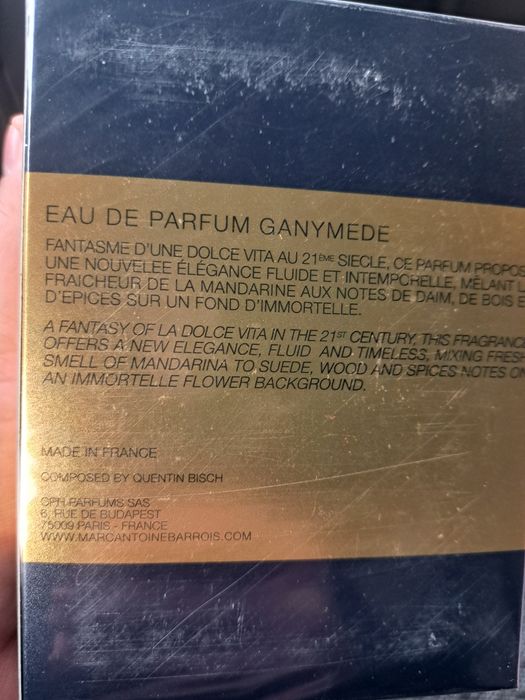 EAU DE PARFUM GANYMEDE
FANTASME D'UNE DOLCE VITA AU 21ÈME SIECLE, CE PARFUM PROPOS
UNE NOUVELEE ÉLÉGANCE FLUIDE ET INTEMPORELLE, MÊLANT L
FRAICHEUR DE LA MANDARINE AUX NOTES DE DAIM, DE BOIS E
D'EPICES SUR UN FOND D'IMMORTELLE.
A FANTASY OF LA DOLCE VITA IN THE 21ST CENTURY, THIS FRAGRANCE
OFFERS A NEW ELEGANCE, FLUID AND TIMELESS, MIXING FRESH
SMELL OF MANDARINA TO SUEDE, WOOD AND SPICES NOTES ON
AN IMMORTELLE FLOWER BACKGROUND.
MADE IN FRANCE
COMPOSED BY QUENTIN BISCH
CPH PARFUMS SAS
6, RUE DE BUDAPEST
75009 PARIS - FRANCE
WWW.MARCANTOINEBARROIS.COM